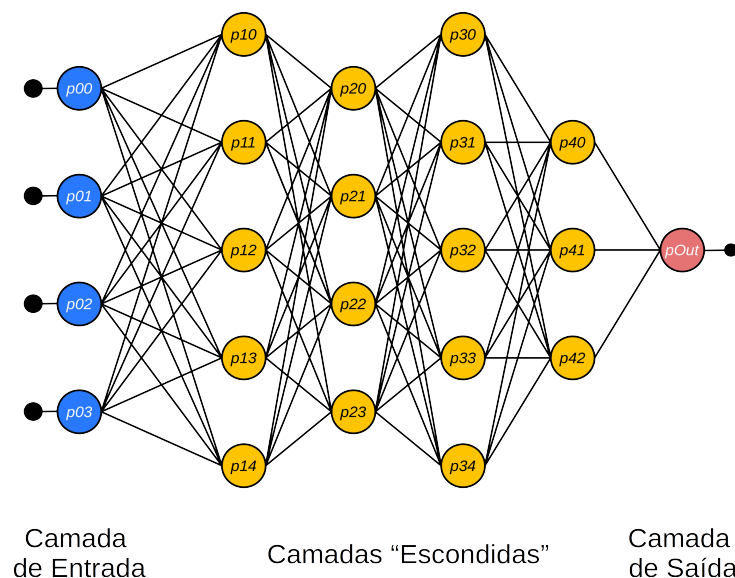 p10
p30
p00
p20
p11
p31
p40
p01
p21
p12
p32
p41
pOut
p02
p22
p13
p33
p42
p03
p23
p14
p34
Camada
de Entrada
Camadas “Escondidas”
Camada
de Saída